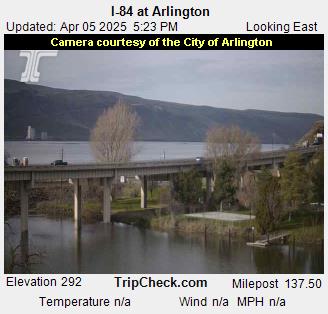 I-84 at Arlington
Updated: Apr 05 2025 5:23 PM Looking East
Camera courtesy of the City of Arlington
Elevation 292 TripCheck.com Milepost 137.50
Temperature n/a Wind n/a MPH n/a